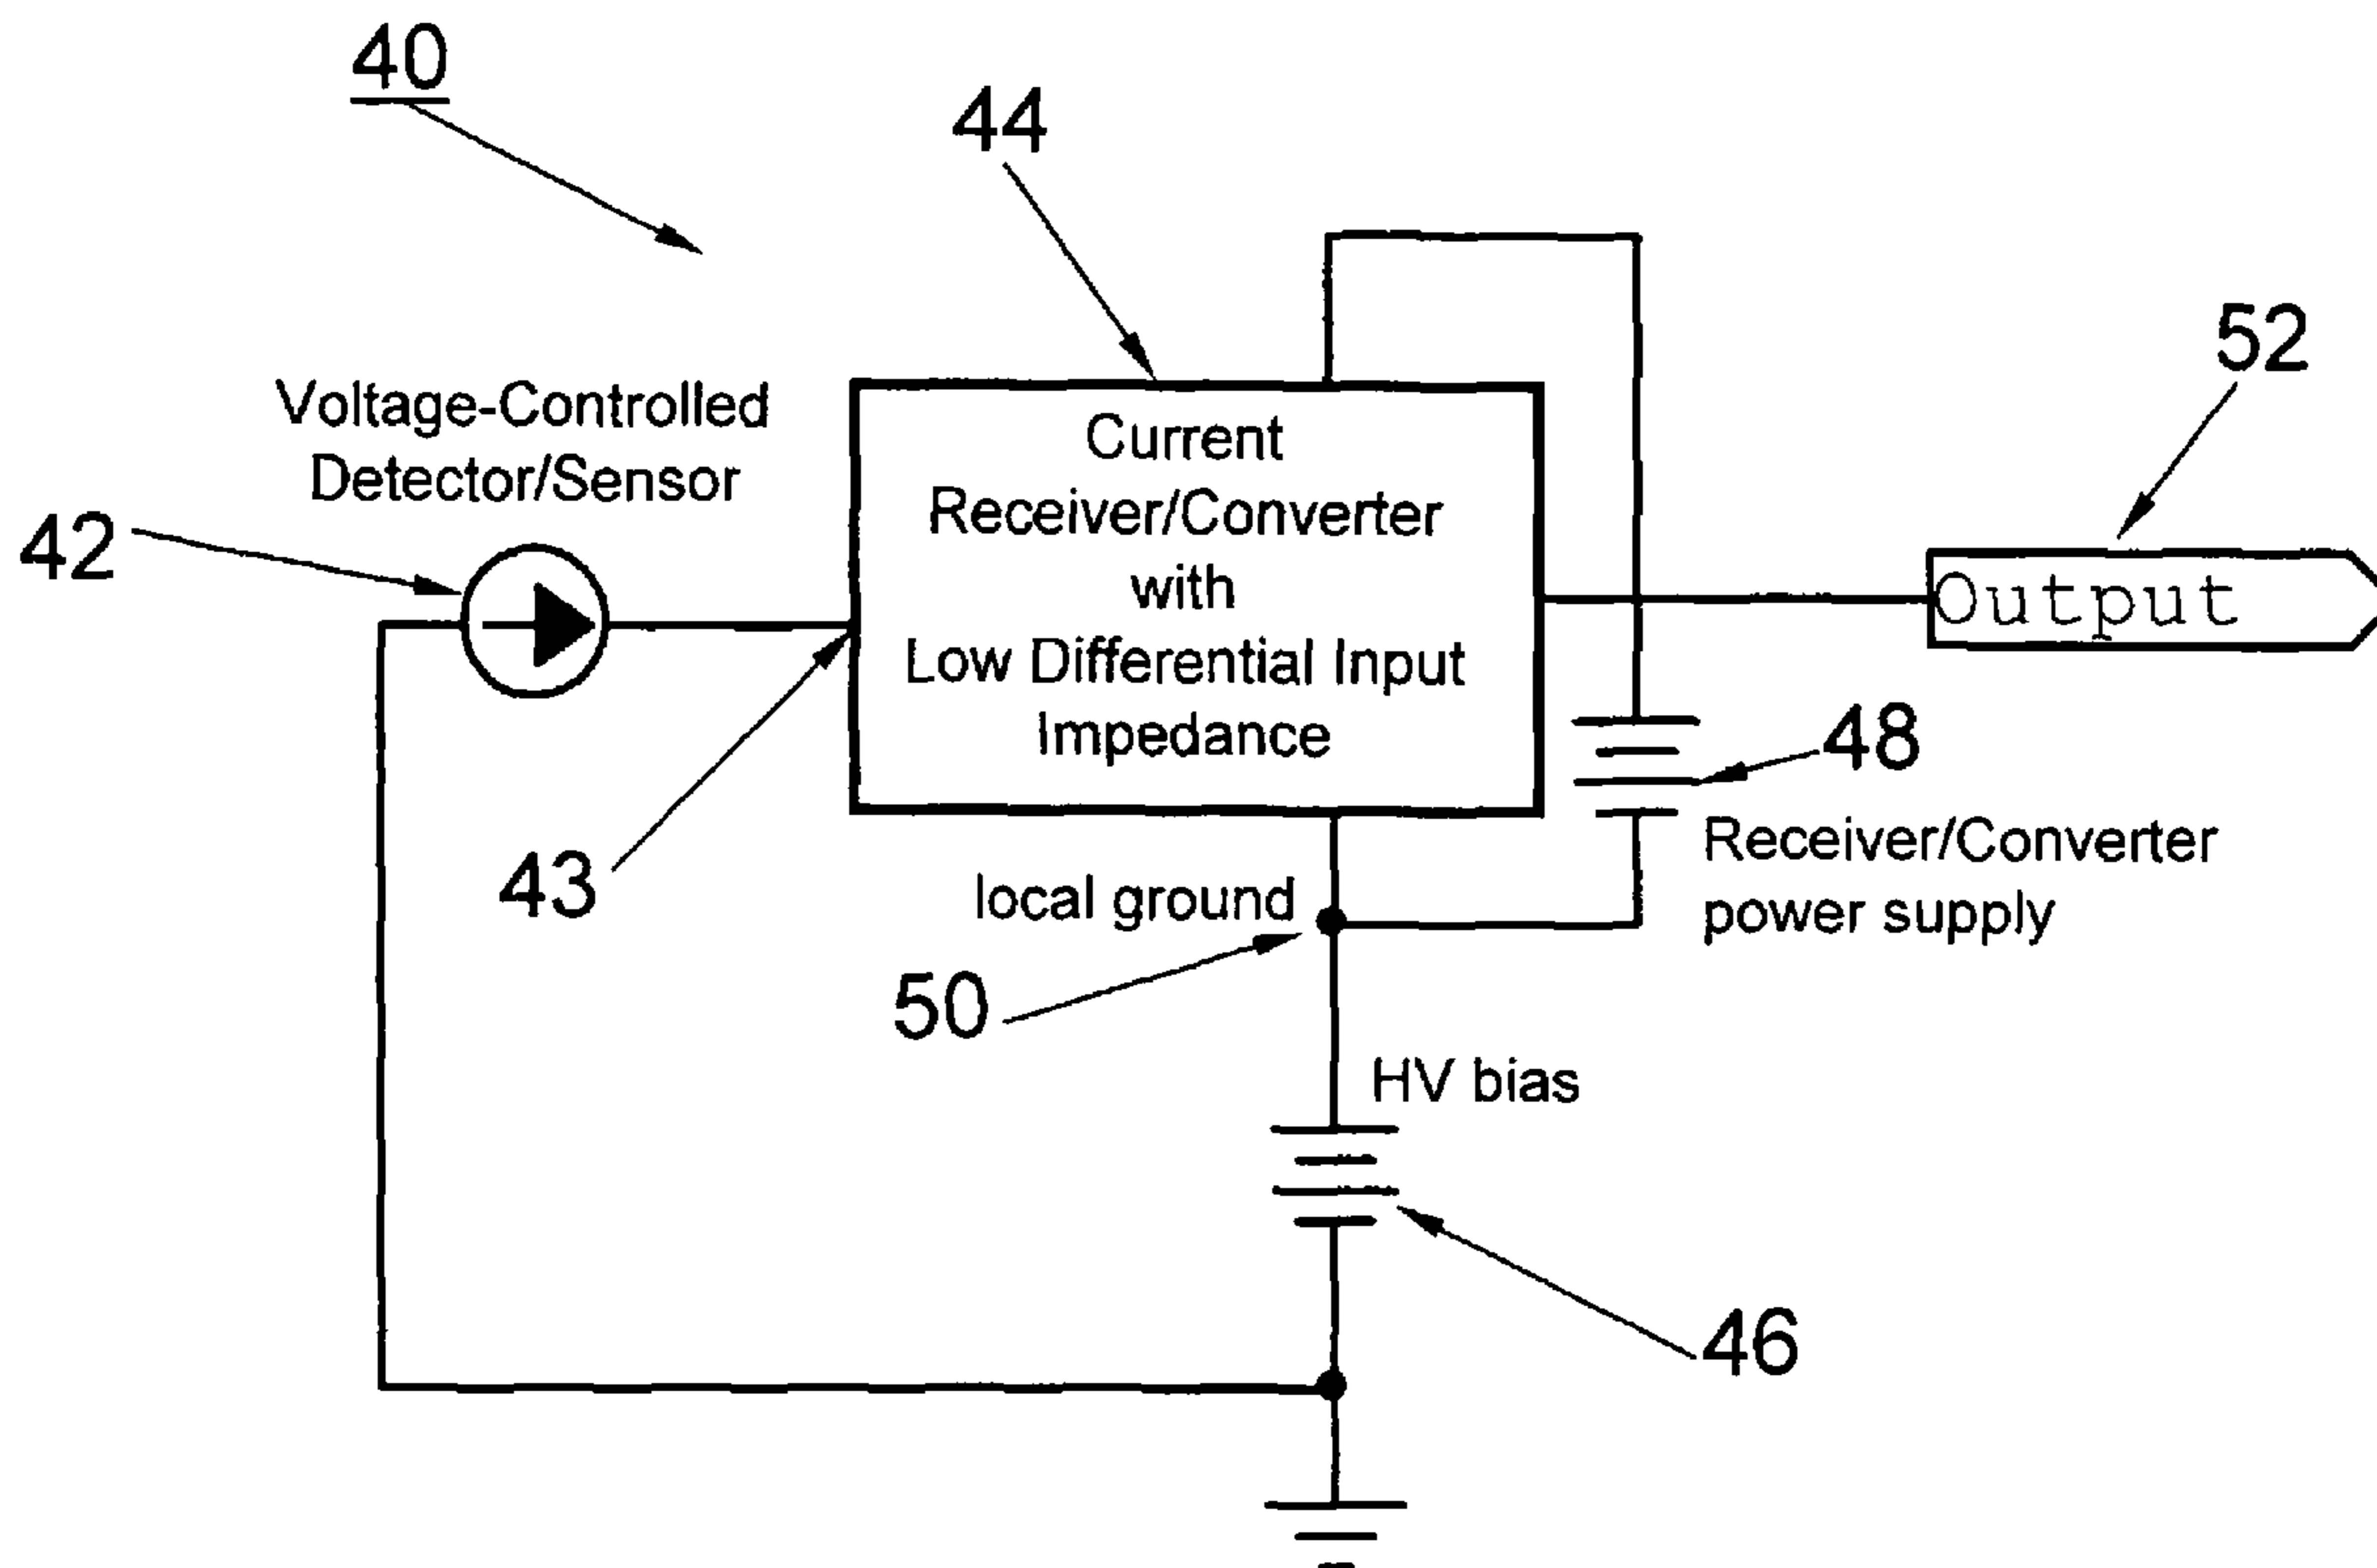 40
44
52
Voltage-Controlled
Detector/Sensor
42
Current
Receiver/Converter
with
Low Differential Input
Impedance
Output
43
48
Receiver/Converter
power supply
local ground
50
HV bias
46